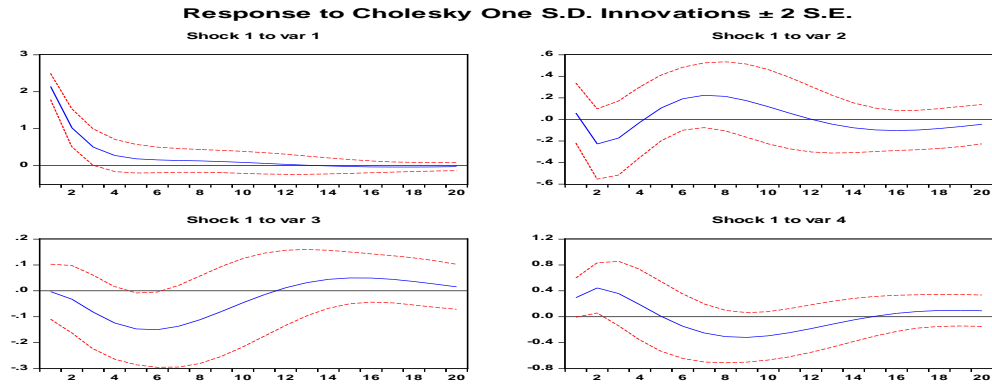 Response to Cholesky One S.D. Innovations ± 2 S.E.
Shock 1 to var 1
3
2
1
0
2 4 6 8 10 12 14 16 18 20
Shock 1 to var 2
.6
.4
.2
.0
-.2
-.4
-.6
2 4 6 8 10 12 14 16 18 20
Shock 1 to var 3
.2
.1
.0
-.1
-.2
-.3
2 4 6 8 10 12 14 16 18 20
Shock 1 to var 4
1.2
0.8
0.4
0.0
-0.4
-0.8
2 4 6 8 10 12 14 16 18 20